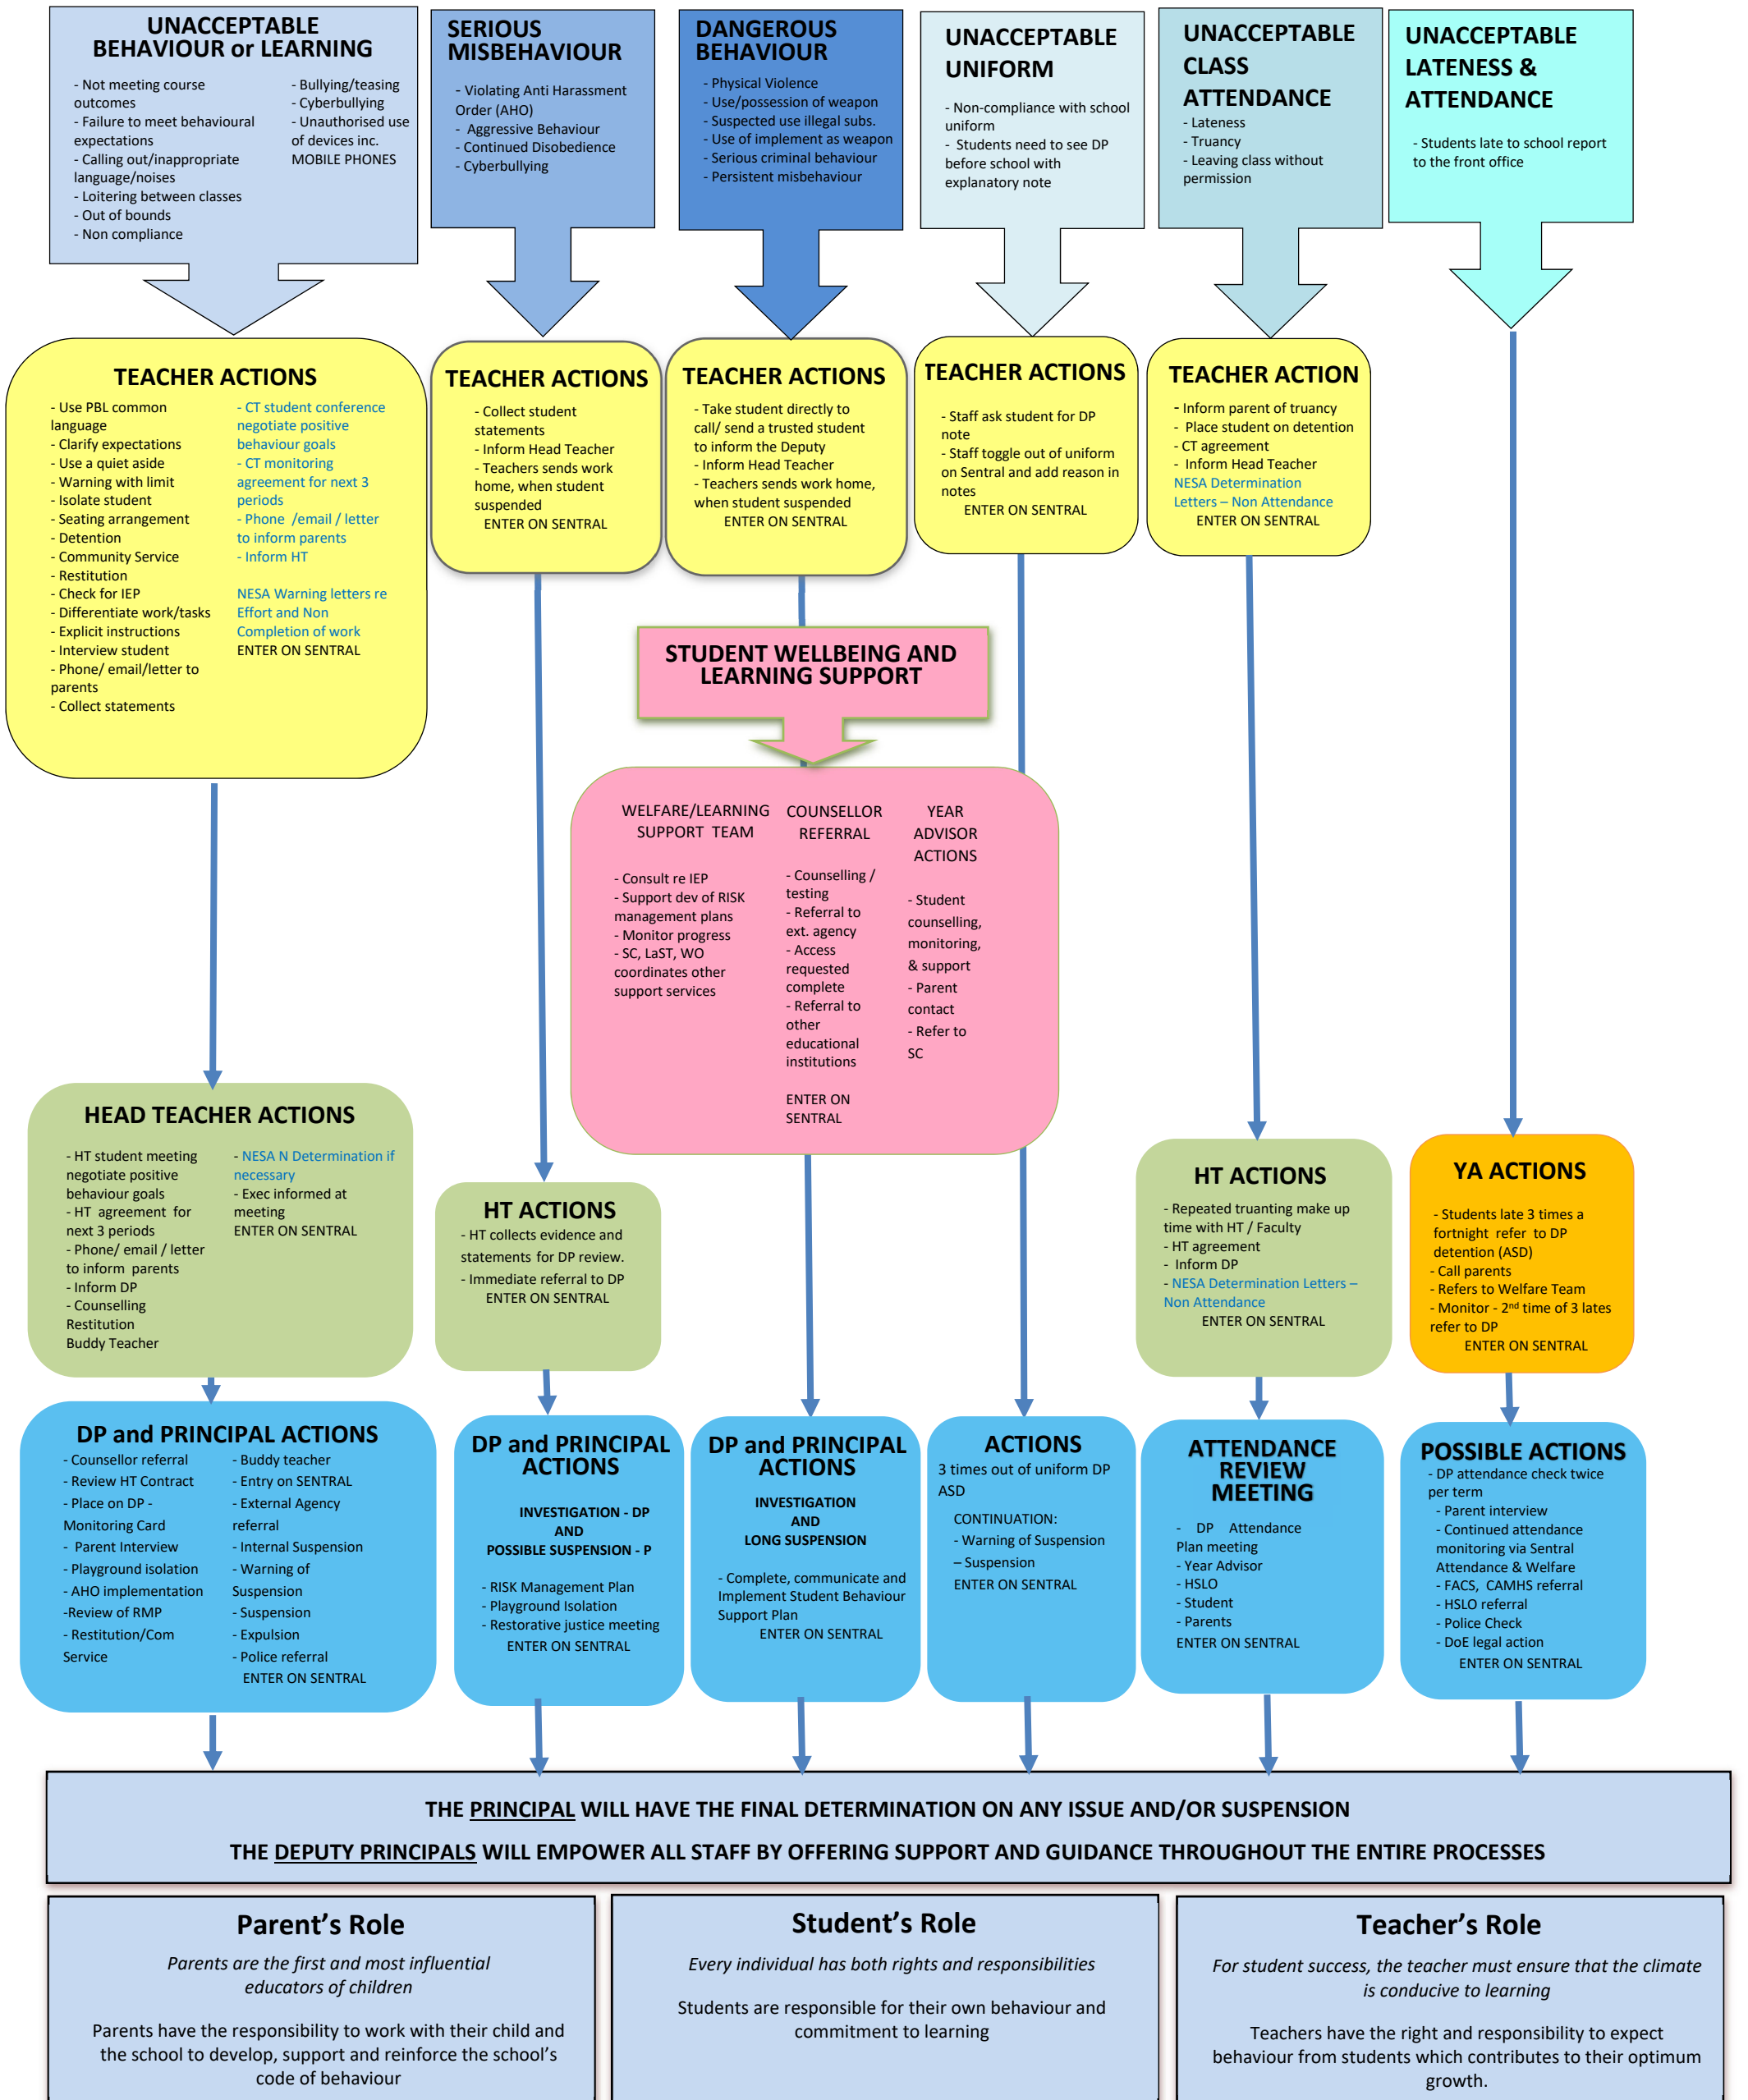 UNACCEPTABLE
BEHAVIOUR or LEARNING
- Not meeting course
outcomes
- Failure to meet behavioural
expectations
- Calling out/inappropriate
language/noises
- Loitering between classes
- Out of bounds
- Non compliance
- Bullying/teasing
- Cyberbullying
- Unauthorised use
of devices inc.
MOBILE PHONES
SERIOUS
MISBEHAVIOUR
- Violating Anti Harassment
Order (AHO)
- Aggressive Behaviour
- Continued Disobedience
- Cyberbullying
DANGEROUS
BEHAVIOUR
- Physical Violence
- Use/possession of weapon
- Suspected use illegal subs.
- Use of implement as weapon
- Serious criminal behaviour
- Persistent misbehaviour
UNACCEPTABLE
UNIFORM
- Non-compliance with school
uniform
- Students need to see DP
before school with
explanatory note
UNACCEPTABLE
CLASS
ATTENDANCE
- Lateness
- Truancy
- Leaving class without
permission
UNACCEPTABLE
LATENESS &
ATTENDANCE
- Students late to school report
to the front office
TEACHER ACTIONS
- Use PBL common
language
- Clarify expectations
- Use a quiet aside
- Warning with limit
- Isolate student
- Seating arrangement
- Detention
- Community Service
- Restitution
- Check for IEP
- Differentiate work/tasks
- Explicit instructions
- Interview student
- Phone/ email/letter to
parents
- Collect statements
- CT student conference
negotiate positive
behaviour goals
- CT monitoring
agreement for next 3
periods
- Phone /email / letter
to inform parents
- Inform HT
NESA Warning letters re
Effort and Non
Completion of work
ENTER ON SENTRAL
TEACHER ACTIONS
- Collect student
statements
- Inform Head Teacher
- Teachers sends work
home, when student
suspended
ENTER ON SENTRAL
TEACHER ACTIONS
- Take student directly to
call/ send a trusted student
to inform the Deputy
- Inform Head Teacher
- Teachers sends work home,
when student suspended
ENTER ON SENTRAL
TEACHER ACTIONS
- Staff ask student for DP
note
- Staff toggle out of uniform
on Sentral and add reason in
notes
ENTER ON SENTRAL
TEACHER ACTION
- Inform parent of truancy
- Place student on detention
- CT agreement
- Inform Head Teacher
NESA Determination
Letters – Non Attendance
ENTER ON SENTRAL
STUDENT WELLBEING AND
LEARNING SUPPORT
WELFARE/LEARNING
SUPPORT TEAM
- Consult re IEP
- Support dev of RISK
management plans
- Monitor progress
- SC, LaST, WO
coordinates other
support services
COUNSELLOR
REFERRAL
- Counselling /
testing
- Referral to
ext. agency
- Access
requested
complete
- Referral to
other
educational
institutions
ENTER ON
SENTRAL
YEAR
ADVISOR
ACTIONS
- Student
counselling,
monitoring,
& support
- Parent
contact
- Refer to
SC
HEAD TEACHER ACTIONS
- HT student meeting
negotiate positive
behaviour goals
- HT agreement for
next 3 periods
- Phone/ email / letter
to inform parents
- Inform DP
- Counselling
Restitution
Buddy Teacher
- NESA N Determination if
necessary
- Exec informed at
meeting
ENTER ON SENTRAL
HT ACTIONS
- HT collects evidence and
statements for DP review.
- Immediate referral to DP
ENTER ON SENTRAL
HT ACTIONS
- Repeated truanting make up
time with HT / Faculty
- HT agreement
- Inform DP
- NESA Determination Letters –
Non Attendance
ENTER ON SENTRAL
YA ACTIONS
- Students late 3 times a
fortnight refer to DP
detention (ASD)
- Call parents
- Refers to Welfare Team
- Monitor - 2nd time of 3 lates
refer to DP
ENTER ON SENTRAL
DP and PRINCIPAL ACTIONS
- Counsellor referral
- Review HT Contract
- Place on DP -
Monitoring Card
- Parent Interview
- Playground isolation
- AHO implementation
-Review of RMP
- Restitution/Com
Service
- Buddy teacher
- Entry on SENTRAL
- External Agency
referral
- Internal Suspension
- Warning of
Suspension
- Suspension
- Expulsion
- Police referral
ENTER ON SENTRAL
DP and PRINCIPAL
ACTIONS
INVESTIGATION - DP
AND
POSSIBLE SUSPENSION - P
- RISK Management Plan
- Playground Isolation
- Restorative justice meeting
ENTER ON SENTRAL
DP and PRINCIPAL
ACTIONS
INVESTIGATION
AND
LONG SUSPENSION
- Complete, communicate and
Implement Student Behaviour
Support Plan
ENTER ON SENTRAL
ACTIONS
3 times out of uniform DP
ASD
CONTINUATION:
- Warning of Suspension
– Suspension
ENTER ON SENTRAL
ATTENDANCE
REVIEW
MEETING
- DP Attendance
Plan meeting
- Year Advisor
- HSLO
- Student
- Parents
ENTER ON SENTRAL
POSSIBLE ACTIONS
- DP attendance check twice
per term
- Parent interview
- Continued attendance
monitoring via Sentral
Attendance & Welfare
- FACS, CAMHS referral
- HSLO referral
- Police Check
- DoE legal action
ENTER ON SENTRAL
THE PRINCIPAL WILL HAVE THE FINAL DETERMINATION ON ANY ISSUE AND/OR SUSPENSION
THE DEPUTY PRINCIPALS WILL EMPOWER ALL STAFF BY OFFERING SUPPORT AND GUIDANCE THROUGHOUT THE ENTIRE PROCESSES
Parent’s Role
Parents are the first and most influential
educators of children
Parents have the responsibility to work with their child and
the school to develop, support and reinforce the school’s
code of behaviour
Student’s Role
Every individual has both rights and responsibilities
Students are responsible for their own behaviour and
commitment to learning
Teacher’s Role
For student success, the teacher must ensure that the climate
is conducive to learning
Teachers have the right and responsibility to expect
behaviour from students which contributes to their optimum
growth.